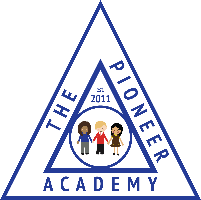 THE PIONEER
EST.
2011
ACADEMY